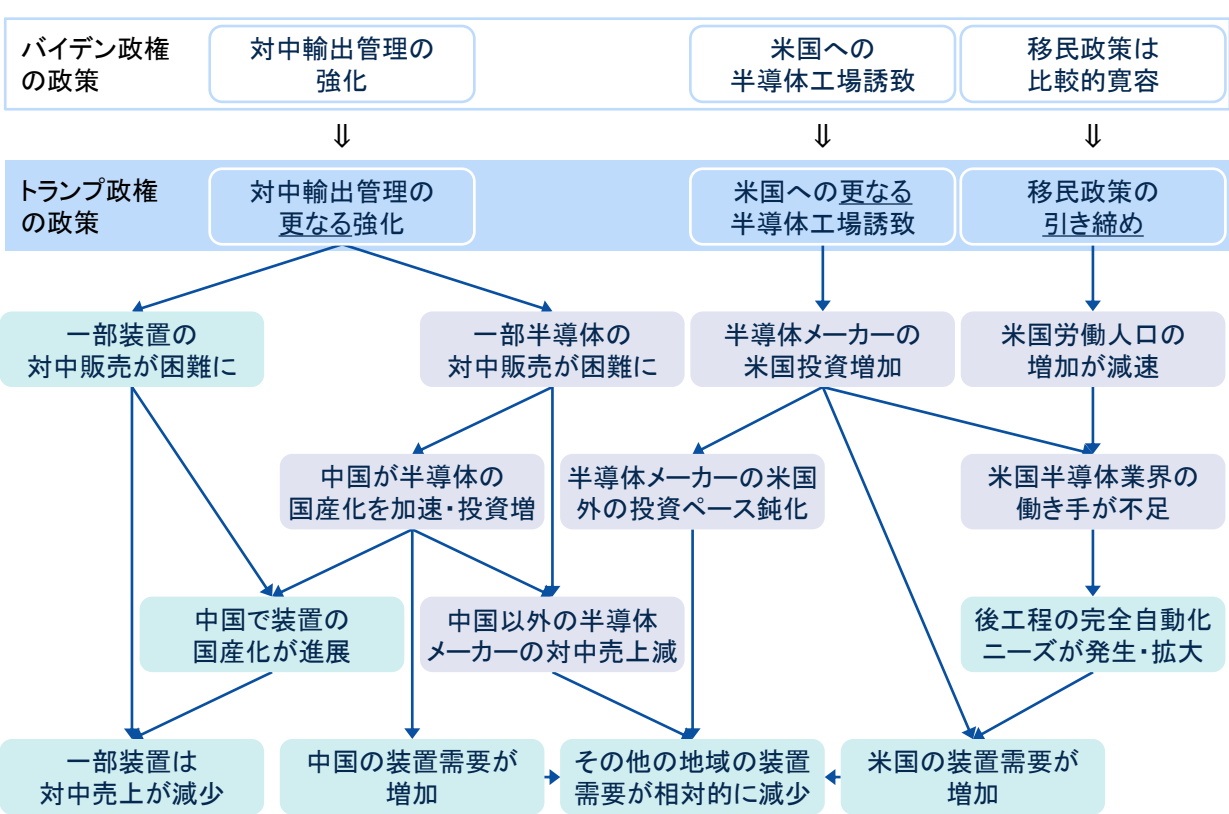 バイデン政権
の政策
対中輸出管理の
強化
米国への
半導体工場誘致
移民政策は
比較的寛容
⇓
⇓
⇓
トランプ政権
の政策
対中輸出管理の
更なる強化
米国への更なる
半導体工場誘致
移民政策の
引き締め
一部装置の
対中販売が困難に
一部半導体の
対中販売が困難に
半導体メーカーの
米国投資増加
米国労働人口の
増加が減速
中国が半導体の
国産化を加速・投資増
半導体メーカーの米国
外の投資ペース鈍化
米国半導体業界の
働き手が不足
中国で装置の
国産化が進展
中国以外の半導体
メーカーの対中売上減
後工程の完全自動化
ニーズが発生・拡大
一部装置は
対中売上が減少
中国の装置需要が
増加
その他の地域の装置
需要が相対的に減少
米国の装置需要が
増加